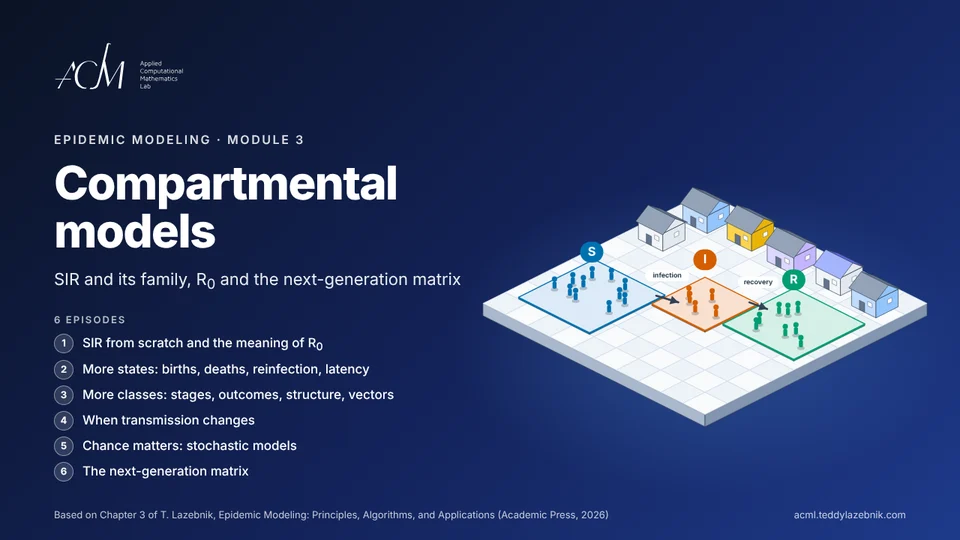 ACM
Applied
Computational
Mathematics
Lab
EPIDEMIC MODELING · MODULE 3
Compartmental
models
SIR and its family, R0 and the next-generation matrix
6 EPISODES
1 SIR from scratch and the meaning of R0
2 More states: births, deaths, reinfection, latency
3 More classes: stages, outcomes, structure, vectors
4 When transmission changes
5 Chance matters: stochastic models
6 The next-generation matrix
S
infection
I
recovery
R
Based on Chapter 3 of T. Lazebnik, Epidemic Modeling: Principles, Algorithms, and Applications (Academic Press, 2026)
acml.teddylazebnik.com